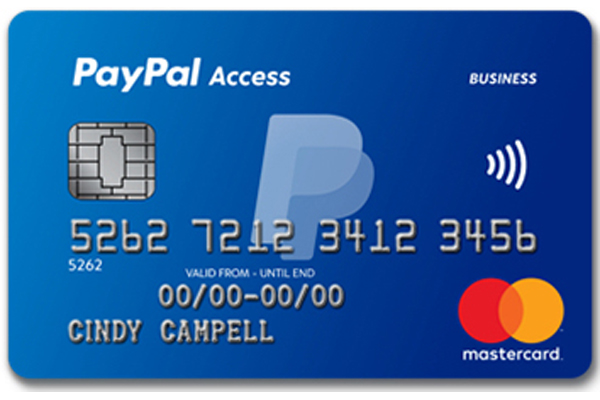 PayPal Access BUSINESS
5262 7212 3412 3456
5262
VALID FROM - UNTIL END
00/00-00/00
CINDY CAMPELL
mastercard.